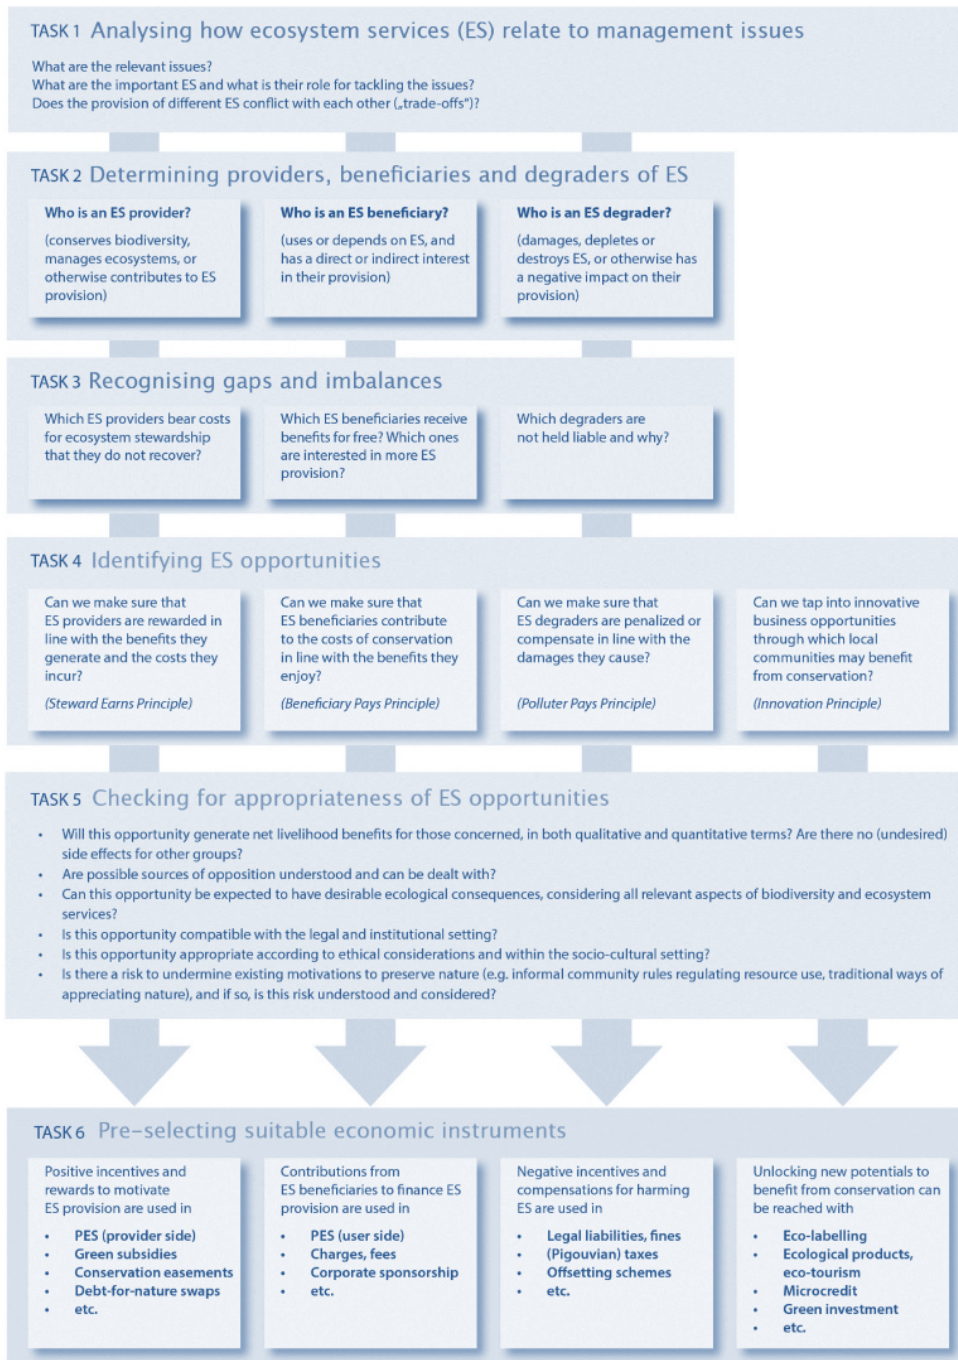 TASK 1 Analysing how ecosystem services (ES) relate to management issues
What are the relevant issues?
What are the important ES and what is their role for tackling the issues?
Does the provision of different ES conflict with each other („trade-offs“)?
TASK 2 Determining providers, beneficiaries and degraders of ES
Who is an ES provider?
(conserves biodiversity,
manages ecosystems, or
otherwise contributes to ES
provision)
Who is an ES beneficiary?
(uses or depends on ES, and
has a direct or indirect interest
in their provision)
Who is an ES degrader?
(damages, depletes or
destroys ES, or otherwise has
a negative impact on their
provision)
TASK 3 Recognising gaps and imbalances
Which ES providers bear costs
for ecosystem stewardship
that they do not recover?
Which ES beneficiaries receive
benefits for free? Which ones
are interested in more ES
provision?
Which degraders are
not held liable and why?
TASK 4 Identifying ES opportunities
Can we make sure that
ES providers are rewarded in
line with the benefits they
generate and the costs they
incur?
(Steward Earns Principle)
Can we make sure that
ES beneficiaries contribute
to the costs of conservation
in line with the benefits they
enjoy?
(Beneficiary Pays Principle)
Can we make sure that
ES degraders are penalized or
compensate in line with the
damages they cause?
(Polluter Pays Principle)
Can we tap into innovative
business opportunities
through which local
communities may benefit
from conservation?
(Innovation Principle)
TASK 5 Checking for appropriateness of ES opportunities
• Will this opportunity generate net livelihood benefits for those concerned, in both qualitative and quantitative terms? Are there no (undesired)
side effects for other groups?
• Are possible sources of opposition understood and can be dealt with?
• Can this opportunity be expected to have desirable ecological consequences, considering all relevant aspects of biodiversity and ecosystem
services?
• Is this opportunity compatible with the legal and institutional setting?
• Is this opportunity appropriate according to ethical considerations and within the socio-cultural setting?
• Is there a risk to undermine existing motivations to preserve nature (e.g. informal community rules regulating resource use, traditional ways of
appreciating nature), and if so, is this risk understood and considered?
TASK 6 Pre-selecting suitable economic instruments
Positive incentives and
rewards to motivate
ES provision are used in
• PES (provider side)
• Green subsidies
• Conservation easements
• Debt-for-nature swaps
• etc.
Contributions from
ES beneficiaries to finance ES
provision are used in
• PES (user side)
• Charges, fees
• Corporate sponsorship
• etc.
Negative incentives and
compensations for harming
ES are used in
• Legal liabilities, fines
• (Pigouvian) taxes
• Offsetting schemes
• etc.
Unlocking new potentials to
benefit from conservation can
be reached with
• Eco-labelling
• Ecological products,
eco-tourism
• Microcredit
• Green investment
• etc.